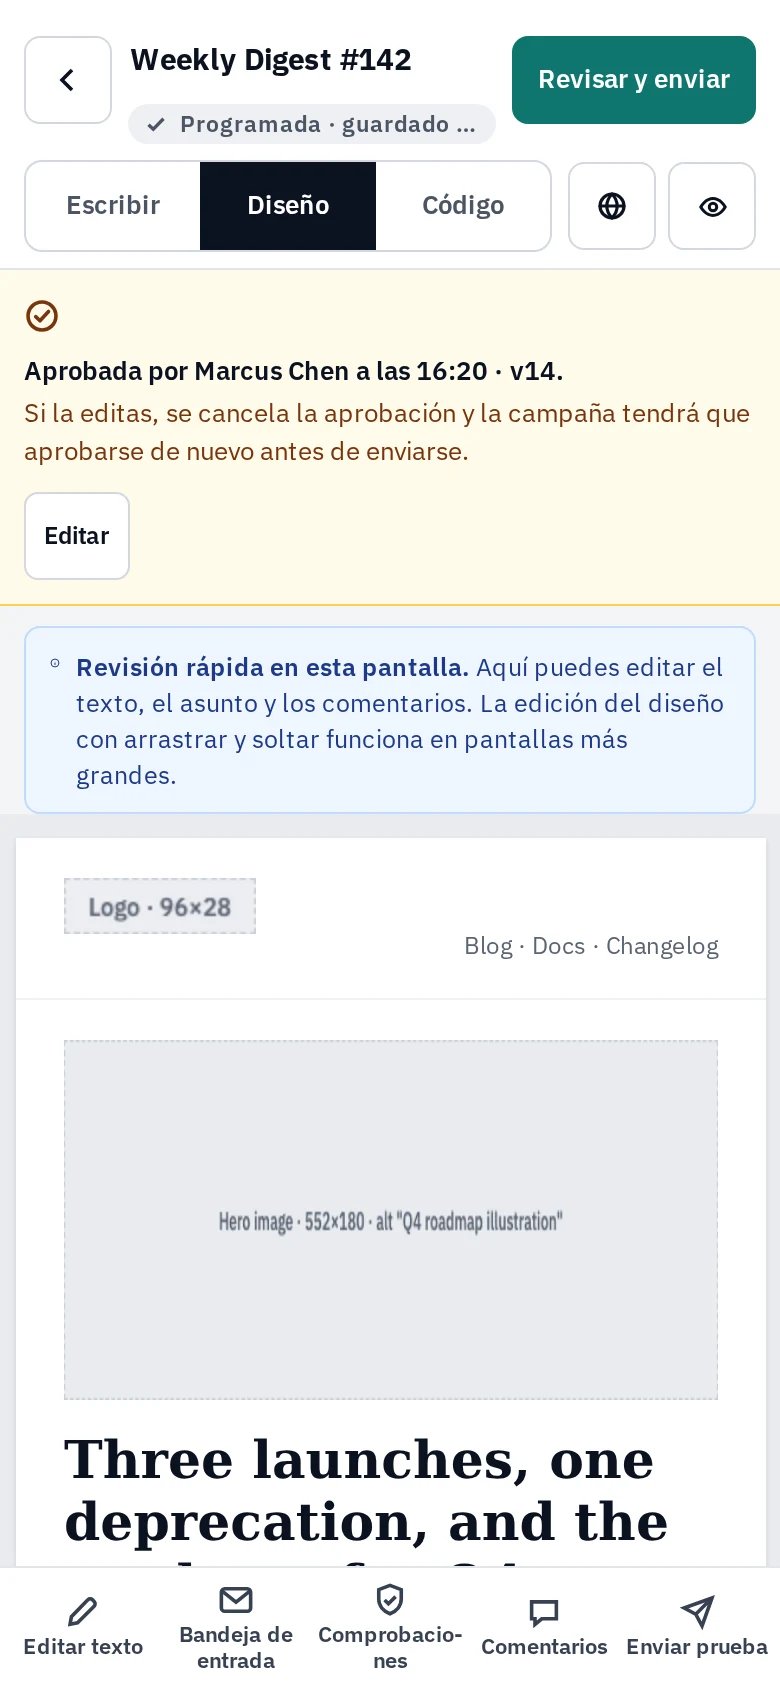 Weekly Digest #142
Programada · guardado ...
Revisar y enviar
Escribir
Diseño
Código
Aprobada por Marcus Chen a las 16:20 · v14.
Si la editas, se cancela la aprobación y la campaña tendrá que
aprobarse de nuevo antes de enviarse.
Editar
Revisión rápida en esta pantalla. Aquí puedes editar el
texto, el asunto y los comentarios. La edición del diseño
con arrastrar y soltar funciona en pantallas más
grandes.
Logo · 96×28
Blog · Docs · Changelog
Hero image · 552×180 · alt "Q4 roadmap illustration"
Three launches, one
deprecation, and the
Editar texto
Bandeja de
entrada
Comprobacio-
nes
Comentarios
Enviar prueba